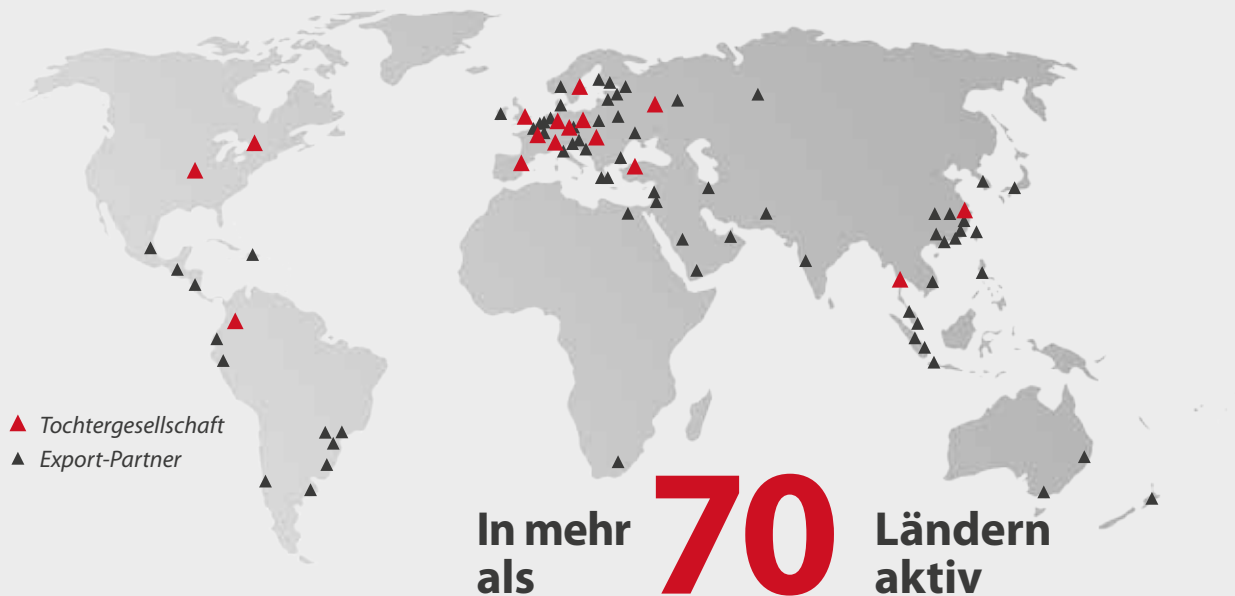 Tochtergesellschaft
Export-Partner
In mehr
als
70
Ländern
aktiv